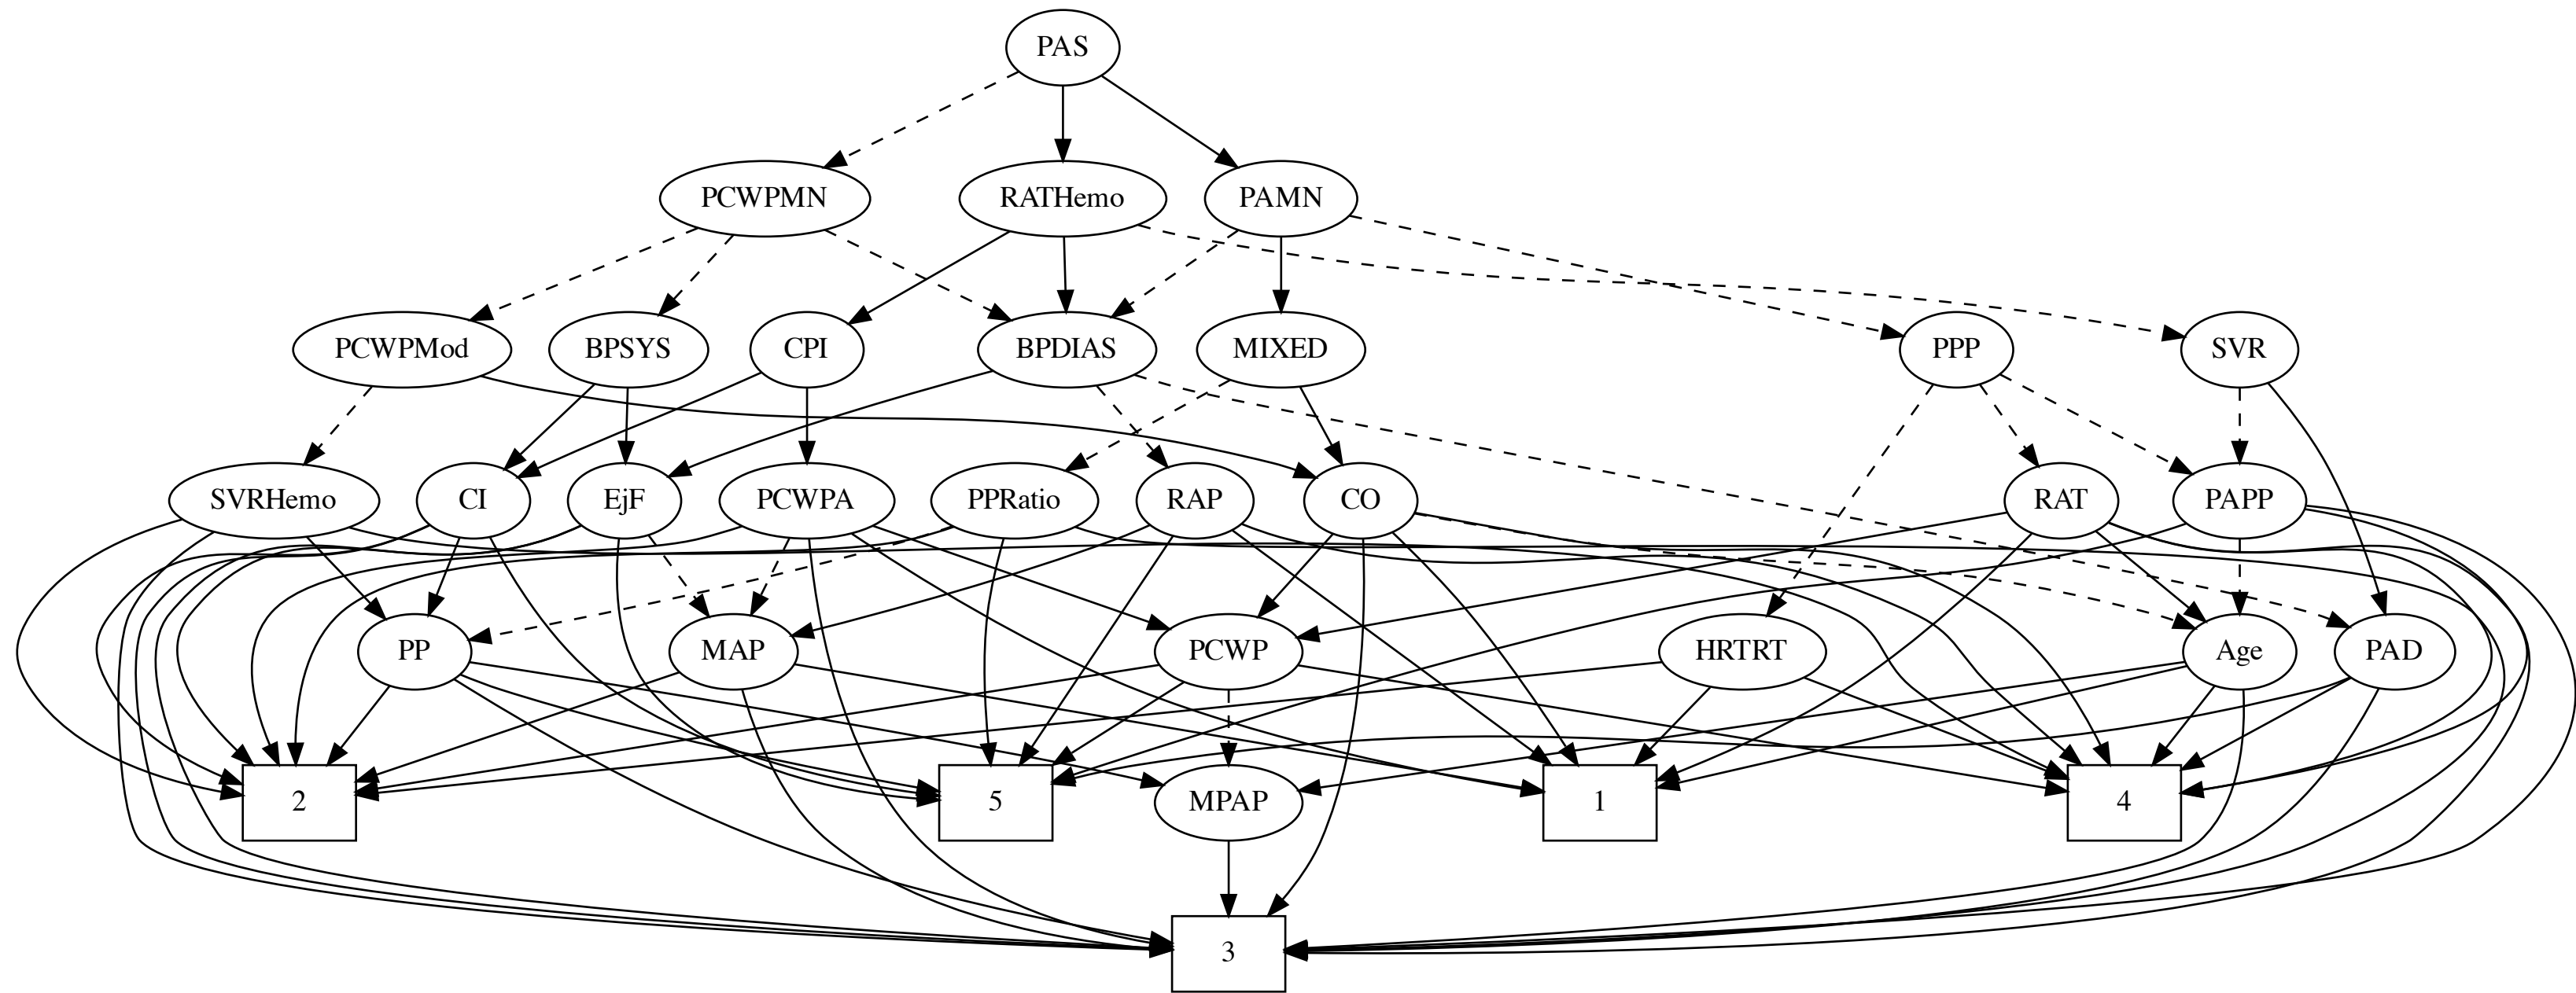 PAS
PCWPMN
RATHemo
PAMN
PCWPMod
BPSYS
CPI
BPDIAS
MIXED
PPP
SVR
SVRHemo
CI
EjF
PCWPA
PPRatio
RAP
CO
RAT
PAPP
PP
MAP
PCWP
HRTRT
Age
PAD
2
5
MPAP
1
4
3